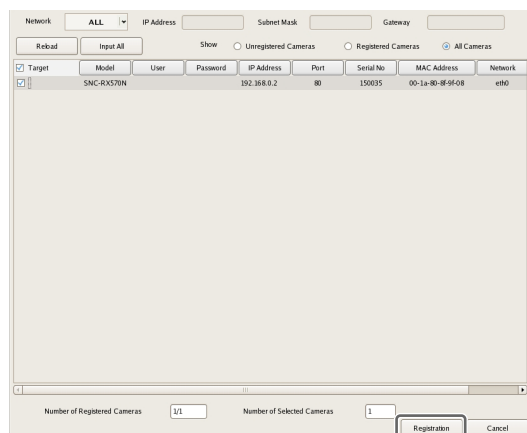 Network ALL IP Address Subnet Mask Gateway
Reload Input All Show Unregistered Cameras Registered Cameras All Cameras
Target Model User Password IP Address Port Serial No MAC Address Network
SNC-RX570N 192.168.0.2 80 150035 00-1a-80-8f-9f-08 eth0
Number of Registered Cameras 1/1 Number of Selected Cameras 1
Registration Cancel